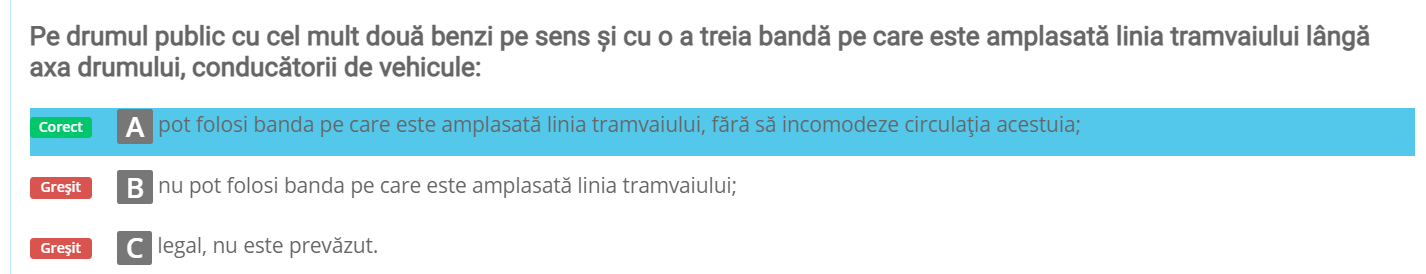 Pe drumul public cu cel mult două benzi pe sens și cu o a treia bandă pe care este amplasată linia tramvaiului lângă
axa drumului, conducătorii de vehicule:
Corect A pot folosi banda pe care este amplasată linia tramvaiului, fără să incomodeze circulaţia acestuia;
Greşit B nu pot folosi banda pe care este amplasată linia tramvaiului;
Greşit C legal, nu este prevăzut.